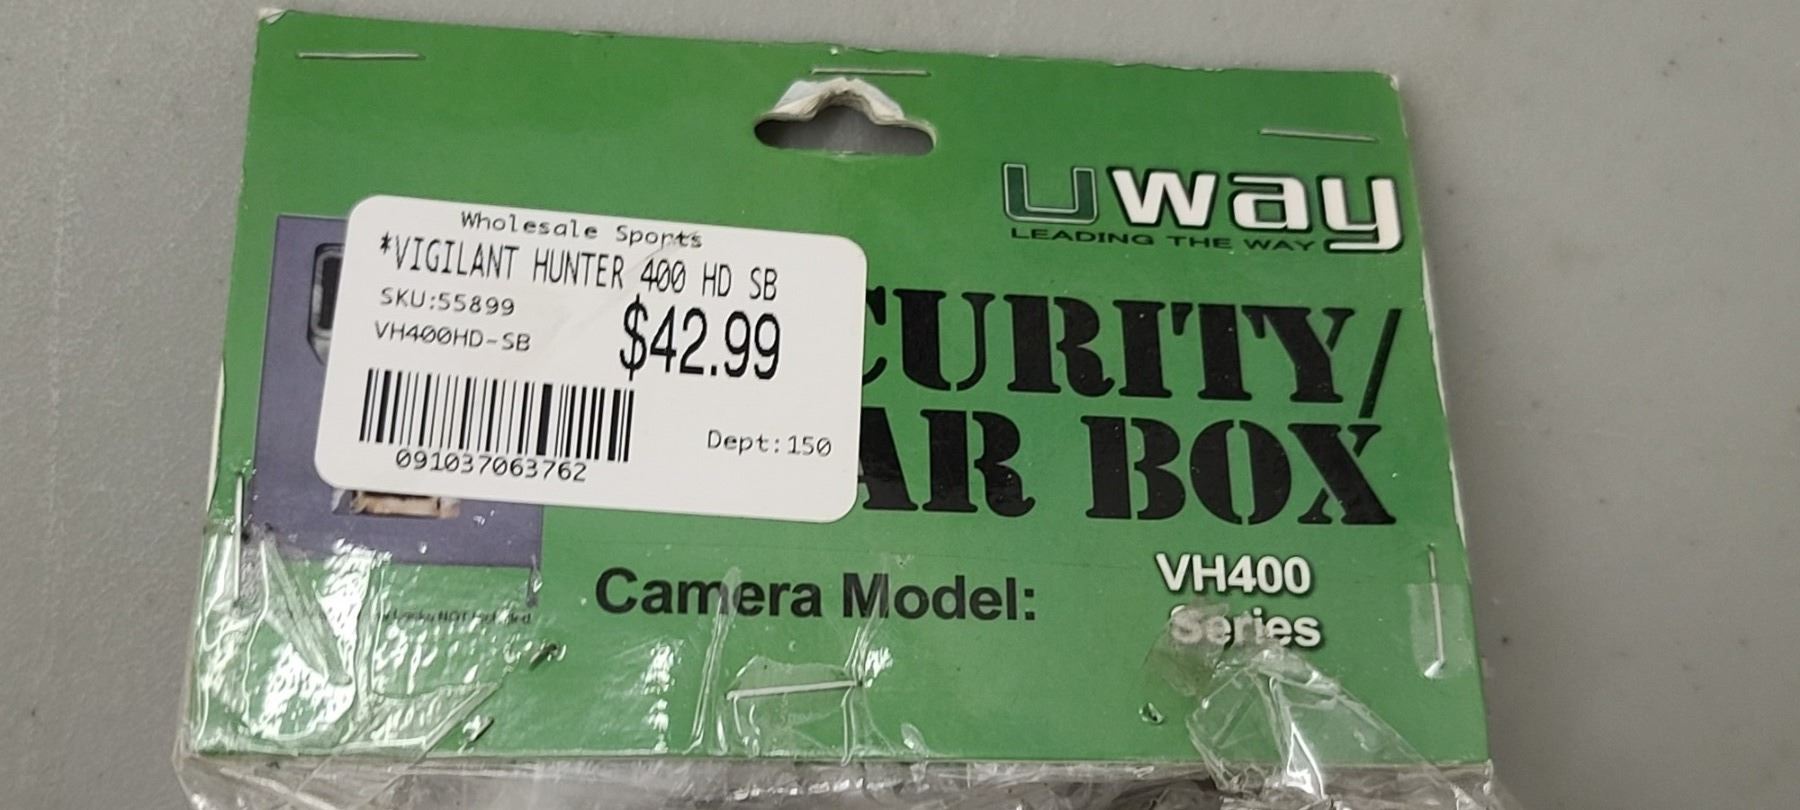 Wholesale Sports
*VIGILANT HUNTER 400 HD SB
SKU:55899
VH400HD-SB
$42.99
Dept:150
091037063762
uway
LEADING THE WAY
CURITY/
AR BOX
Camera Model:
VH400
Series
NOT